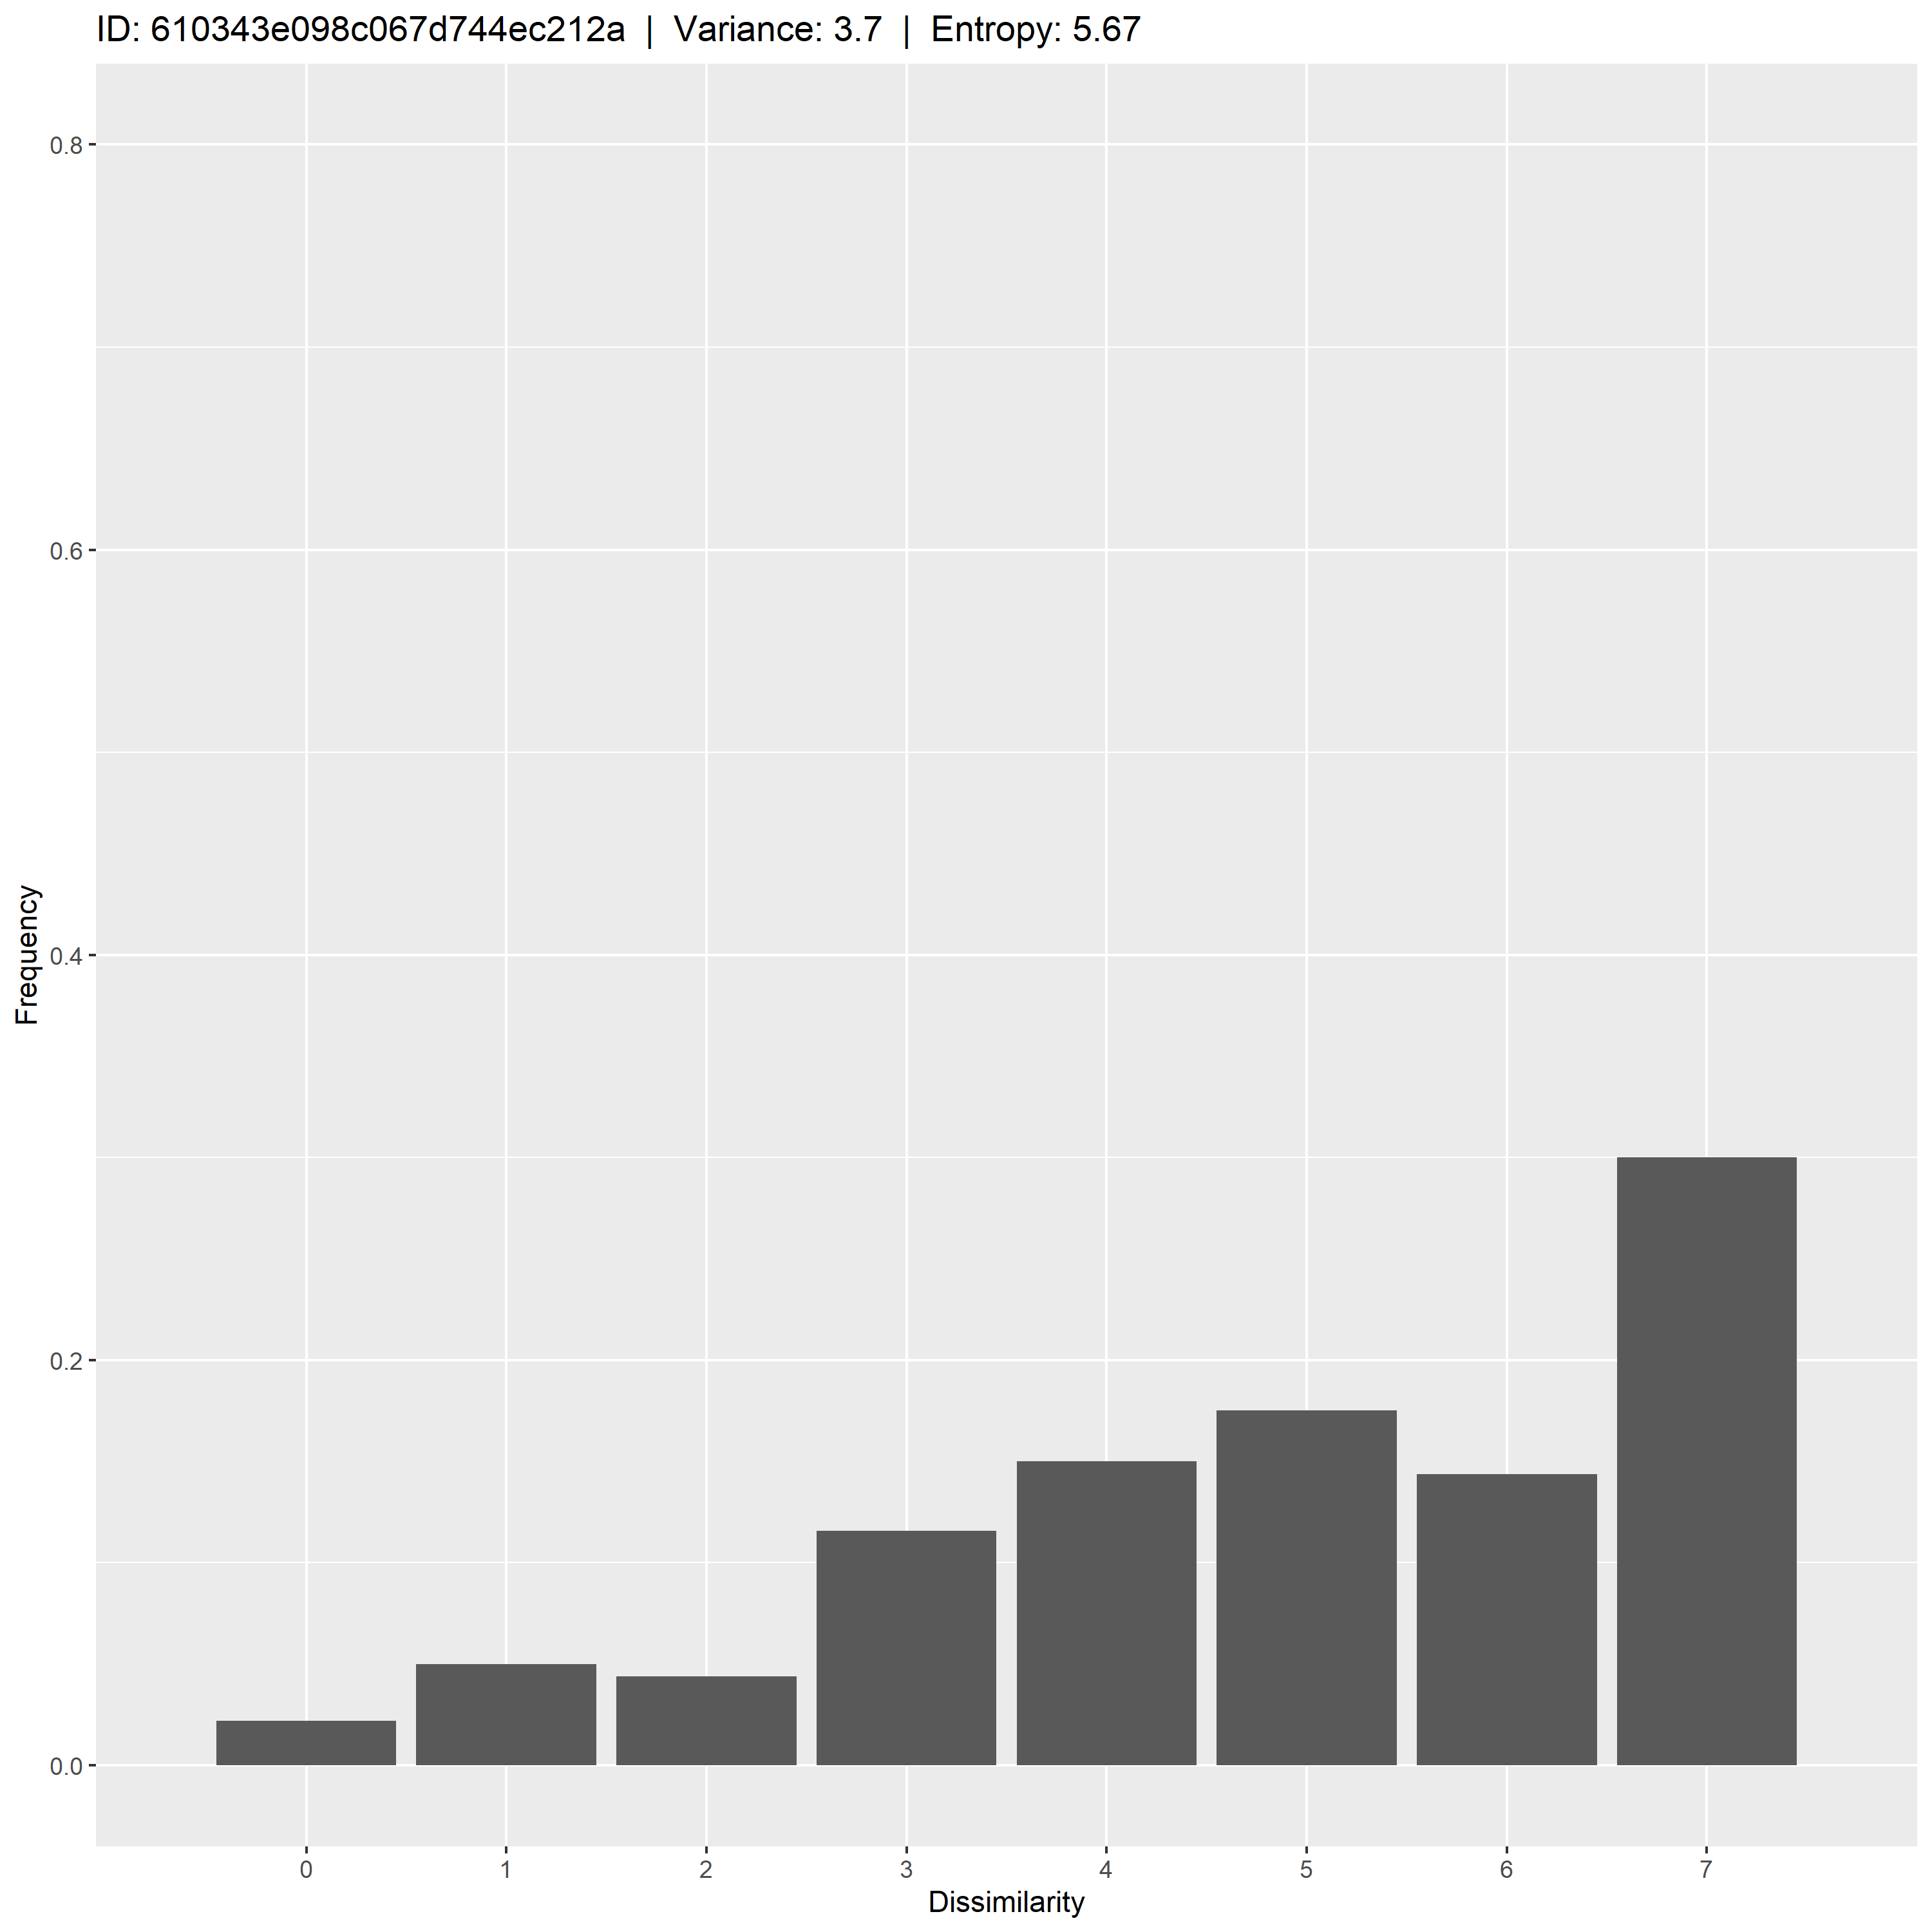 ID: 610343e098c067d744ec212a | Variance: 3.7 | Entropy: 5.67
0.8
0.6
0.4
0.2
0.0
Frequency
0 1 2 3 4 5 6 7
Dissimilarity